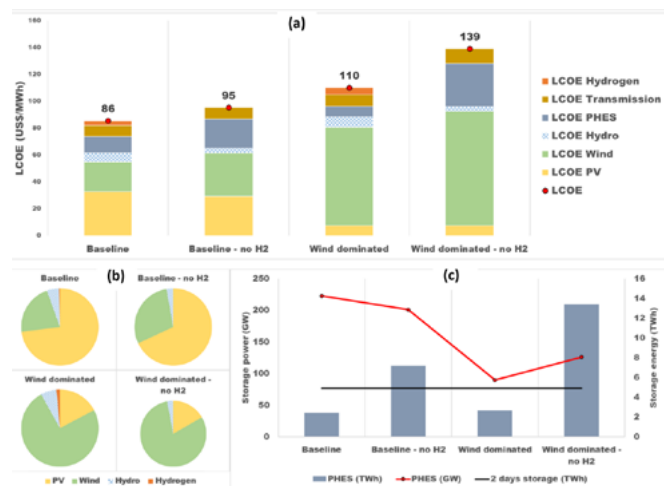 (a)
160
140
120
100
80
60
40
20
0
LCOE (US$/MWh)
86
95
110
139
Baseline
Baseline - no H2
Wind dominated
Wind dominated - no H2
LCOE Hydrogen
LCOE Transmission
LCOE PHES
LCOE Hydro
LCOE Wind
LCOE PV
LCOE
(b)
Baseline
Baseline - no H2
Wind dominated
Wind dominated - no H2
PV
Wind
Hydro
Hydrogen
(c)
250
200
150
100
50
0
Storage power (GW)
16
14
12
10
8
6
4
2
0
Storage energy (TWh)
Baseline
Baseline - no H2
Wind dominated
Wind dominated
- no H2
PHES (TWh)
PHES (GW)
2 days storage (TWh)